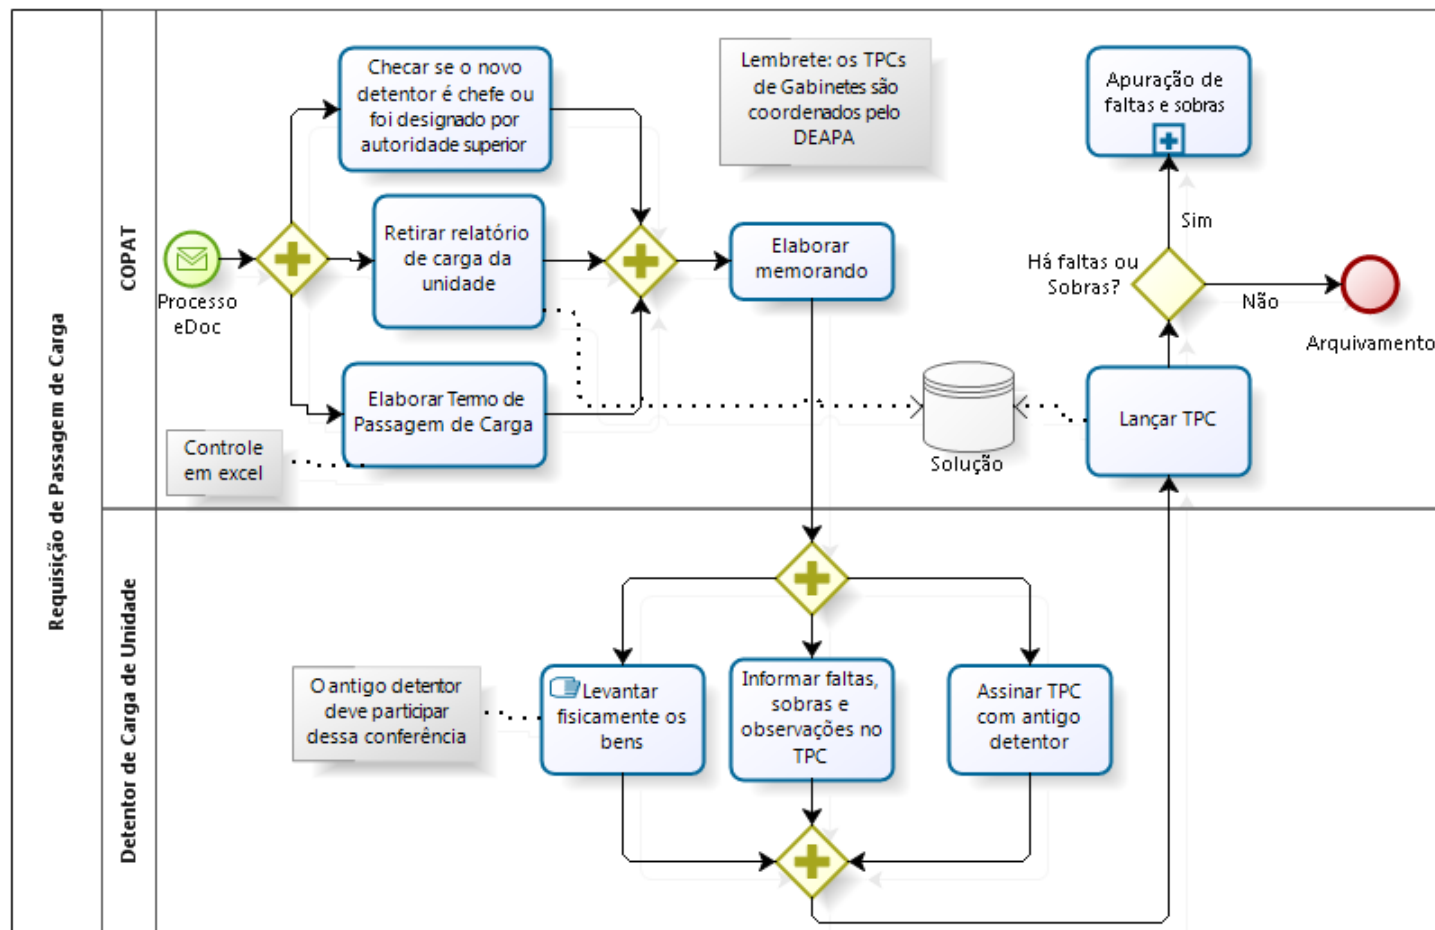 Requisição de Passagem de Carga
COPAT
Processo
eDoc
Checar se o novo
detentor é chefe ou
foi designado por
autoridade superior
Retirar relatório
de carga da
unidade
Elaborar Termo de
Passagem de Carga
Controle
em excel
Elaborar
memorando
Lembrete: os TPCs
de Gabinetes são
coordenados pelo
DEAPA
Solução
Lançar TPC
Há faltas ou
Sobras?
Sim
Não
Apuração de
faltas e sobras
Arquivamento
Detentor de Carga de Unidade
O antigo detentor
deve participar
dessa conferência
Levantar
fisicamente os
bens
Informar faltas,
sobras e
observações no
TPC
Assinar TPC
com antigo
detentor